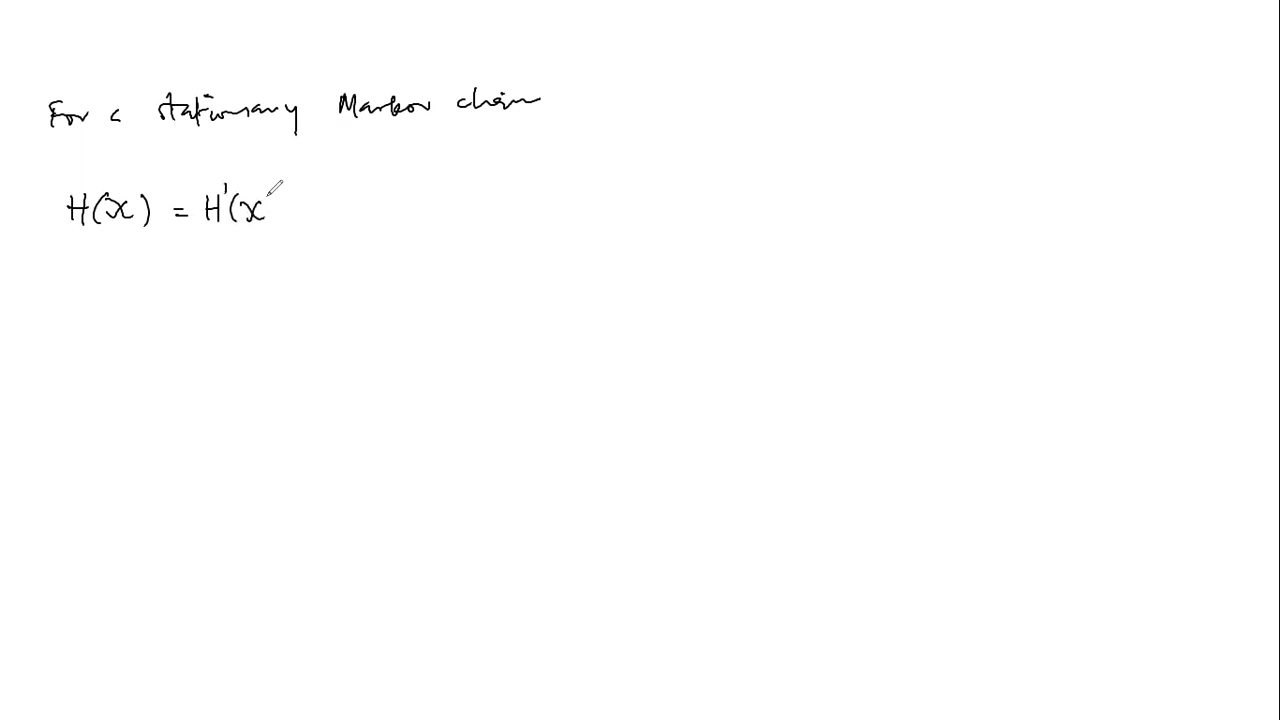 For a stationary Markov chain
H(x) = H'(x